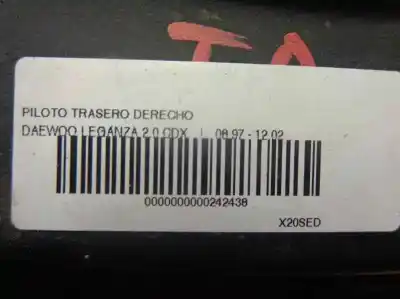 PILOTO TRASERO DERECHO
DAEWOO LEGANZA 2.0 CDX | 08.97 - 12.02
0000000000242438
X20SED